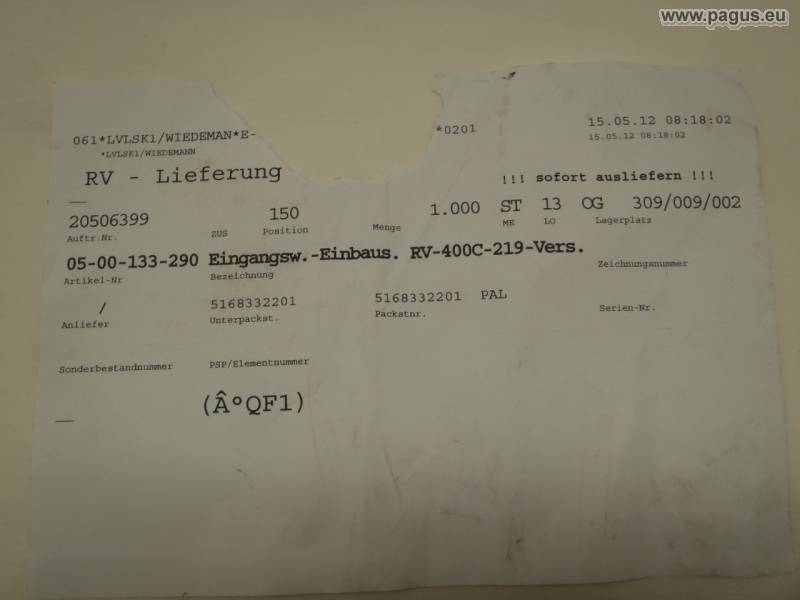 www.pagus.eu
061*LVLSK1/WIEDEMAN*E- *0201 15.05.12 08:18:02
*LVLSK1/WIEDEMANN 15.05.12 08:18:02
RV - Lieferung !!! sofort ausliefern !!!
20506399 150 1.000 ST 13 OG 309/009/002
Auftr.Nr. ZUS Position Menge ME LO Lagerplatz
05-00-133-290 Eingangsw.-Einbaus. RV-400C-219-Vers.
Artikel-Nr Bezeichnung Zeichnungsnummer
/ 5168332201 5168332201 PAL
Anliefer Unterpackst. Packstnr. Serien-Nr.
Sonderbestandnummer PSP/Elementnummer
(Â°QF1)